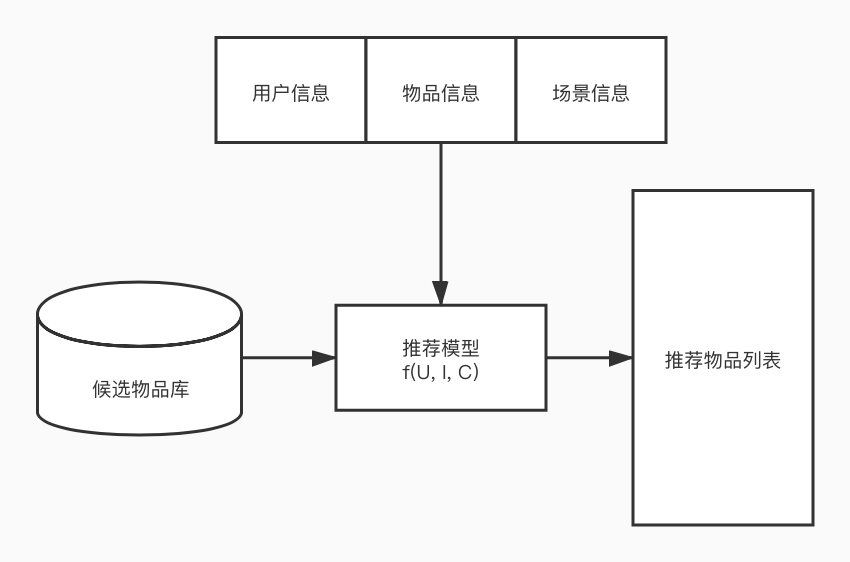 用户信息
物品信息
场景信息
候选物品库
推荐模型
f(U, I, C)
推荐物品列表